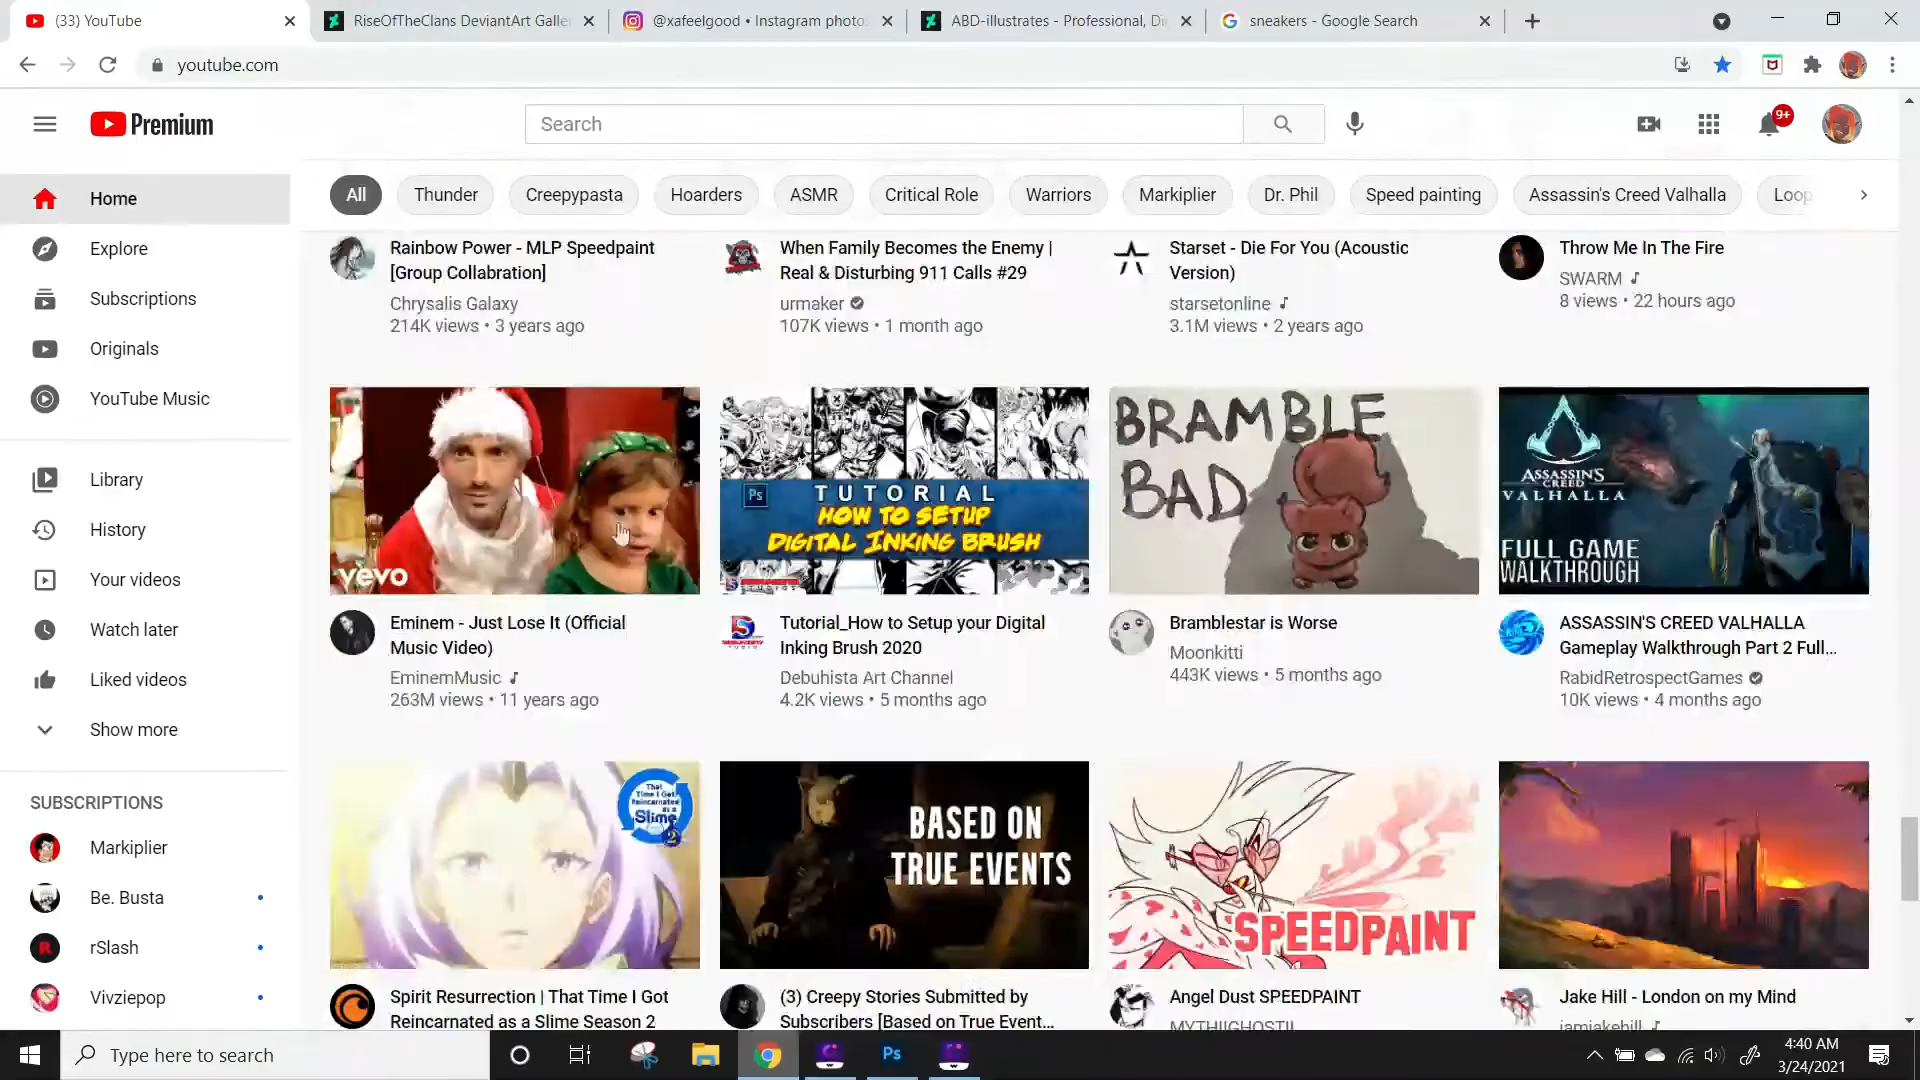 (33) YouTube
RiseOfTheClans DeviantArt Galle
@xafeelgood • Instagram photo
ABD-illustrates - Professional, Di
sneakers - Google Search
youtube.com
Premium
Search
9+
Home
Explore
Subscriptions
Originals
YouTube Music
Library
History
Your videos
Watch later
Liked videos
Show more
SUBSCRIPTIONS
Markiplier
Be. Busta
rSlash
Vivziepop
All
Thunder
Creepypasta
Hoarders
ASMR
Critical Role
Warriors
Markiplier
Dr. Phil
Speed painting
Assassin's Creed Valhalla
Loop
Rainbow Power - MLP Speedpaint
[Group Collabration]
Chrysalis Galaxy
214K views • 3 years ago
When Family Becomes the Enemy |
Real & Disturbing 911 Calls #29
urmaker
107K views • 1 month ago
Starset - Die For You (Acoustic
Version)
starsetonline
3.1M views • 2 years ago
Throw Me In The Fire
SWARM
8 views • 22 hours ago
vevo
Eminem - Just Lose It (Official
Music Video)
EminemMusic
263M views • 11 years ago
Ps
TUTORIAL
HOW TO SETUP
DIGITAL INKING BRUSH
Tutorial_How to Setup your Digital
Inking Brush 2020
Debuhista Art Channel
4.2K views • 5 months ago
BRAMBLE
BAD
Bramblestar is Worse
Moonkitti
443K views • 5 months ago
ASSASSIN'S
CREED
VALHALLA
FULL GAME
WALKTHROUGH
ASSASSIN'S CREED VALHALLA
Gameplay Walkthrough Part 2 Full...
RabidRetrospectGames
10K views • 4 months ago
That
Time I Got
Reincarnated
as a
Slime
2
Spirit Resurrection | That Time I Got
Reincarnated as a Slime Season 2
BASED ON
TRUE EVENTS
(3) Creepy Stories Submitted by
Subscribers [Based on True Event...
SPEEDPAINT
Angel Dust SPEEDPAINT
MYTHIIGHOSTII
Jake Hill - London on my Mind
iamjakehill
Type here to search
Ps
4:40 AM
3/24/2021